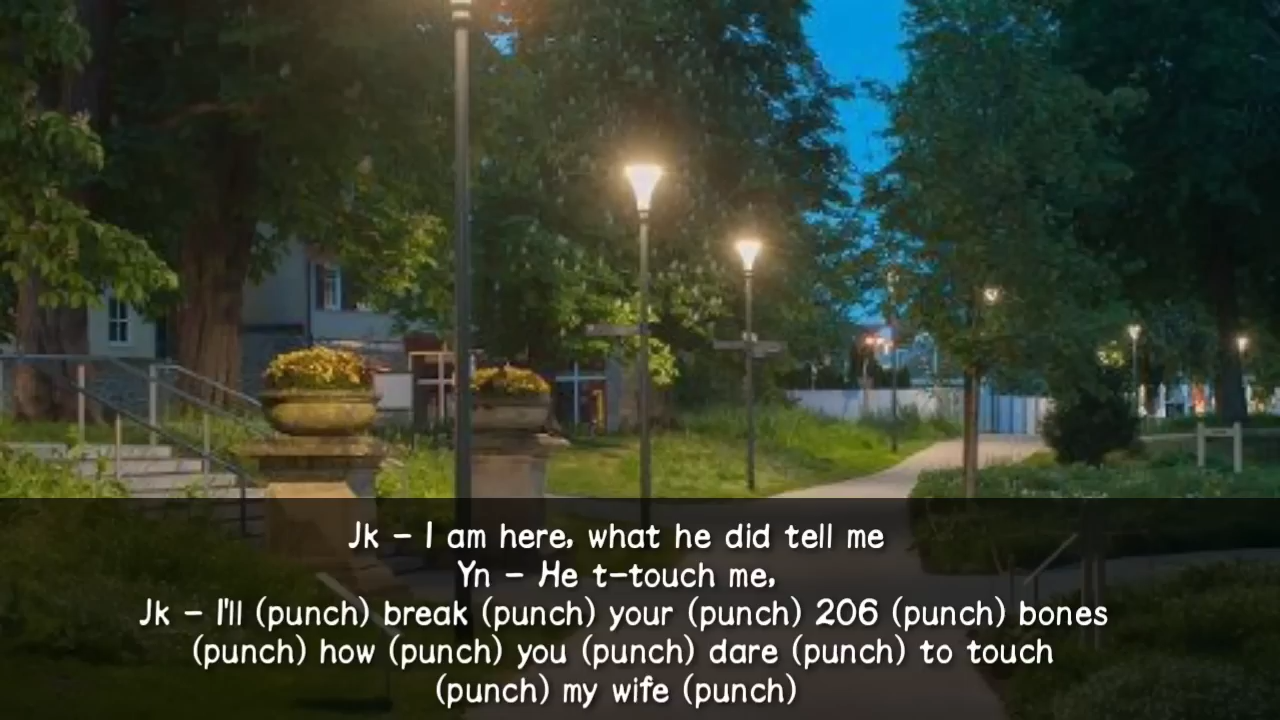 Jk - I am here, what he did tell me
Yn - He t-touch me,
Jk - I'll (punch) break (punch) your (punch) 206 (punch) bones
(punch) how (punch) you (punch) dare (punch) to touch
(punch) my wife (punch)